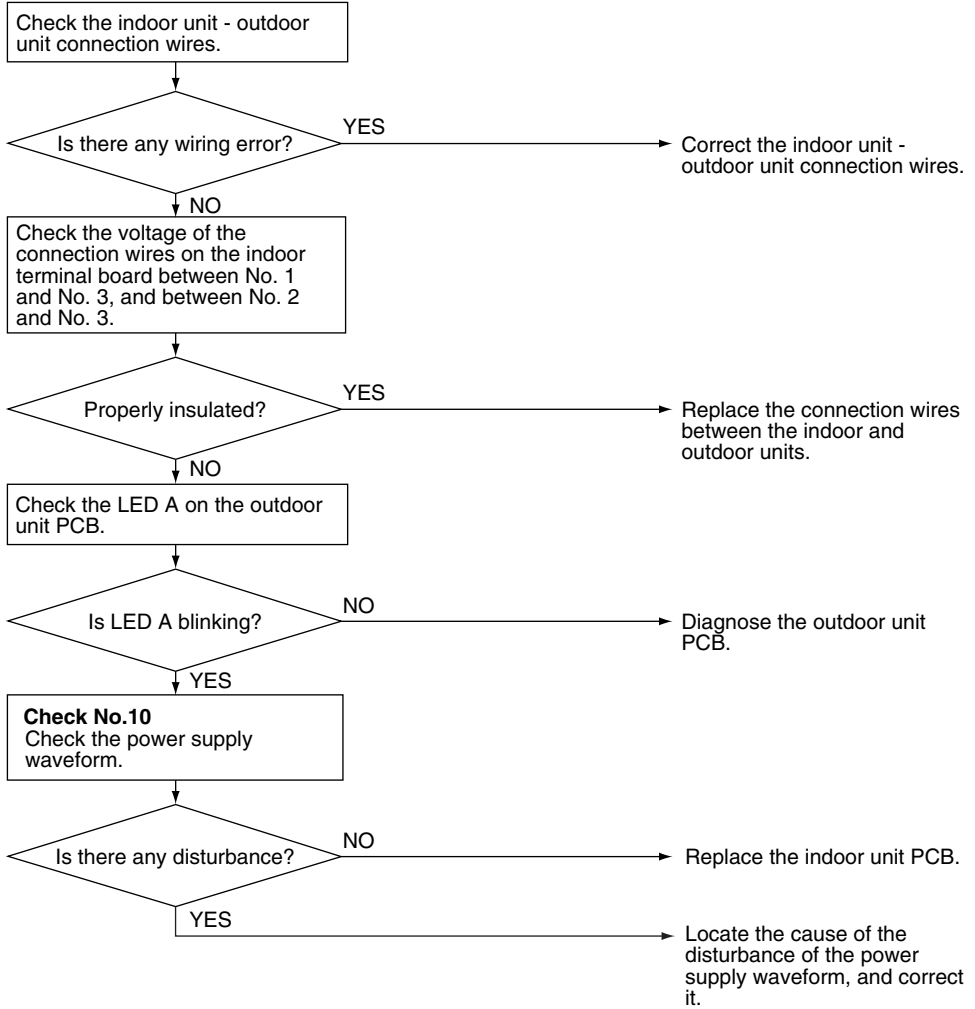 Check the indoor unit - outdoor
unit connection wires.
Is there any wiring error?
YES
Correct the indoor unit -
outdoor unit connection wires.
NO
Check the voltage of the
connection wires on the indoor
terminal board between No. 1
and No. 3, and between No. 2
and No. 3.
Properly insulated?
YES
Replace the connection wires
between the indoor and
outdoor units.
NO
Check the LED A on the outdoor
unit PCB.
Is LED A blinking?
NO
Diagnose the outdoor unit
PCB.
YES
Check No.10
Check the power supply
waveform.
Is there any disturbance?
NO
Replace the indoor unit PCB.
YES
Locate the cause of the
disturbance of the power
supply waveform, and correct
it.